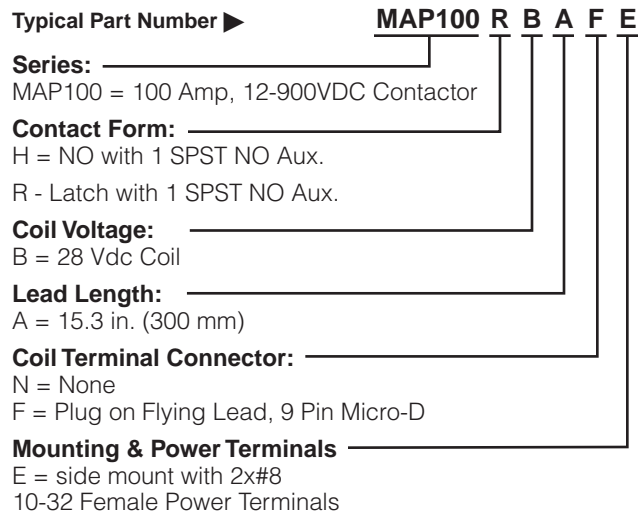 Typical Part Number ▶ MAP100 R B A F E
Series:
MAP100 = 100 Amp, 12-900VDC Contactor
Contact Form:
H = NO with 1 SPST NO Aux.
R - Latch with 1 SPST NO Aux.
Coil Voltage:
B = 28 Vdc Coil
Lead Length:
A = 15.3 in. (300 mm)
Coil Terminal Connector:
N = None
F = Plug on Flying Lead, 9 Pin Micro-D
Mounting & Power Terminals
E = side mount with 2x#8
10-32 Female Power Terminals